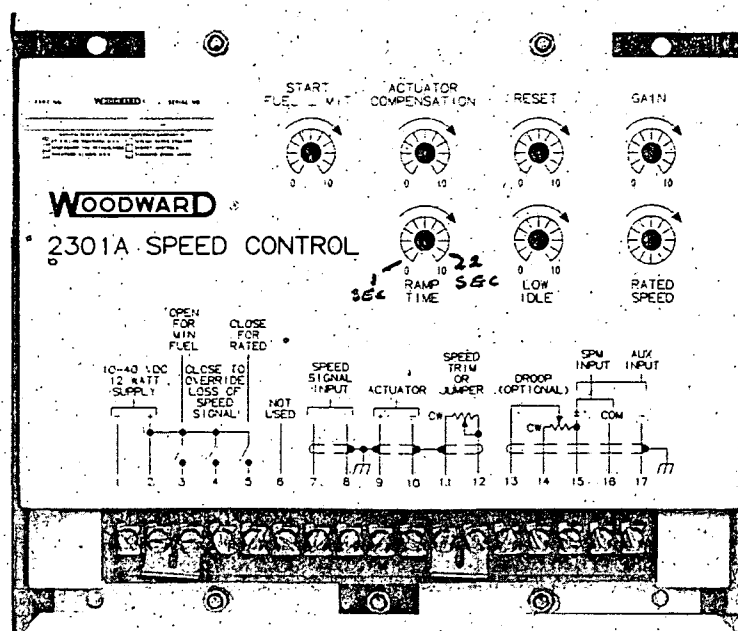 START
FUEL LIMIT
ACTUATOR
COMPENSATION
RESET
GAIN
WOODWARD
SERIAL NO
0 10
0 10
0 10
0 10
WOODWARD
2301A SPEED CONTROL
0 10
0 10
1
SEC
22
SEC
RAMP
TIME
LOW
IDLE
RATED
SPEED
OPEN
FOR
MIN
FUEL
CLOSE
FOR
RATED
10-40 VDC
12 WATT
SUPPLY
CLOSE TO
OVERRIDE
LOSS OF
SPEED
SIGNAL
NOT
USED
SPEED
SIGNAL
INPUT
ACTUATOR
SPEED
TRIM
OR
JUMPER
DROOP
(OPTIONAL)
SPM
INPUT
AUX
INPUT
CW
CW
COM
- +
+ -
1 2 3 4 5 6 7 8 9 10 11 12 13 14 15 16 17